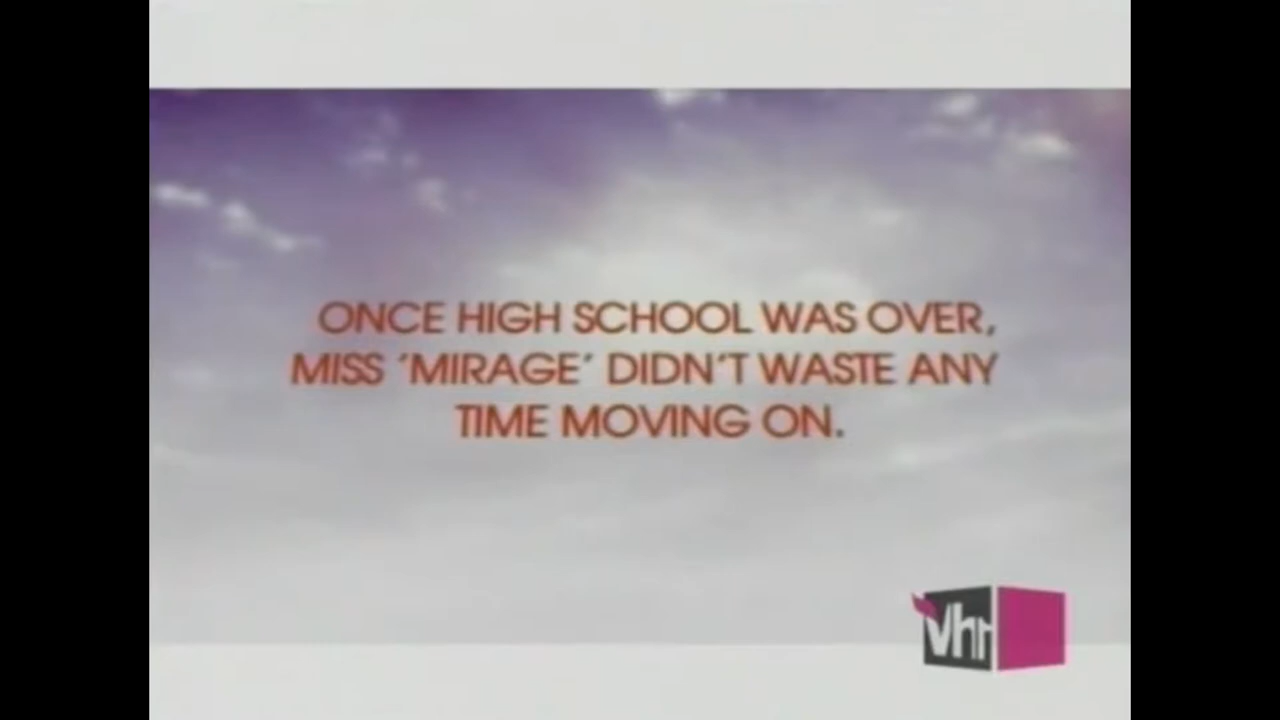 ONCE HIGH SCHOOL WAS OVER,
MISS ‘MIRAGE’ DIDN’T WASTE ANY
TIME MOVING ON.
vh1